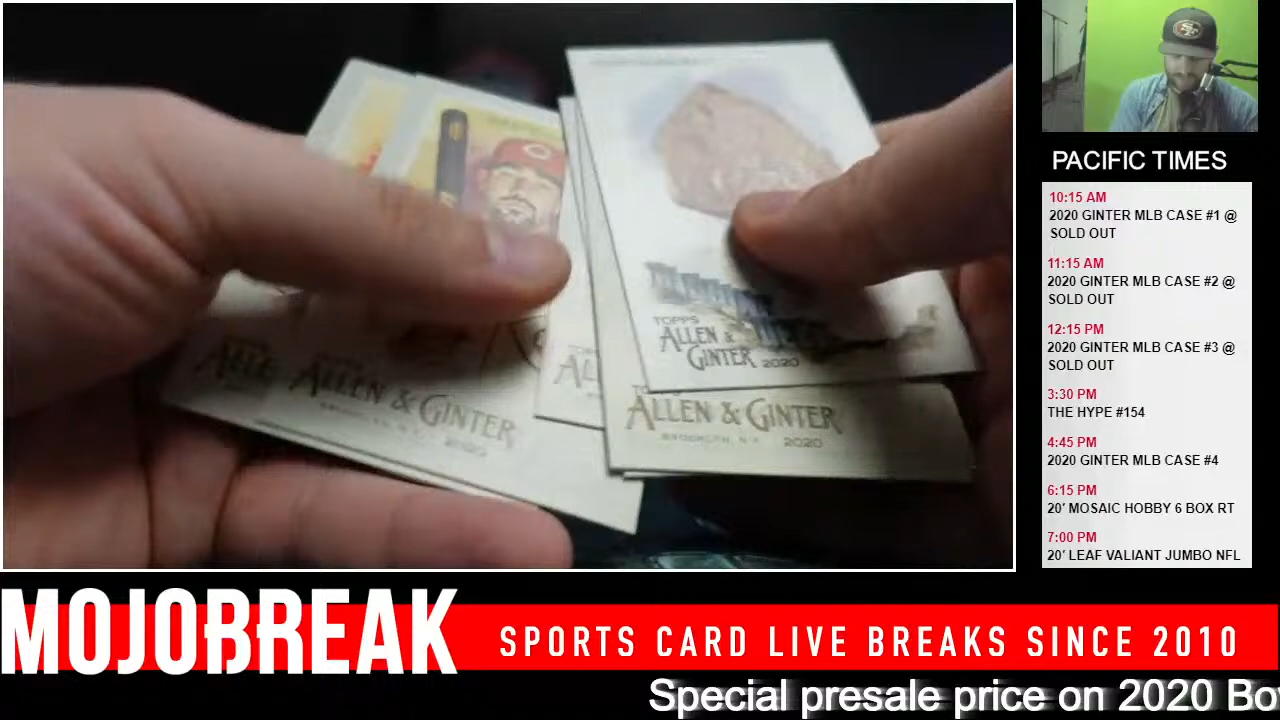 TOPPS
ALLEN &
GINTER 2020
ALLEN & GINTER
BROOKLYN, N.Y. 2020
ALLEN & GINTER
2020
ALLE
PACIFIC TIMES
10:15 AM
2020 GINTER MLB CASE #1 @
SOLD OUT
11:15 AM
2020 GINTER MLB CASE #2 @
SOLD OUT
12:15 PM
2020 GINTER MLB CASE #3 @
SOLD OUT
3:30 PM
THE HYPE #154
4:45 PM
2020 GINTER MLB CASE #4
6:15 PM
20' MOSAIC HOBBY 6 BOX RT
7:00 PM
20' LEAF VALIANT JUMBO NFL
MOJOBREAK
SPORTS CARD LIVE BREAKS SINCE 2010
Special presale price on 2020 Bo